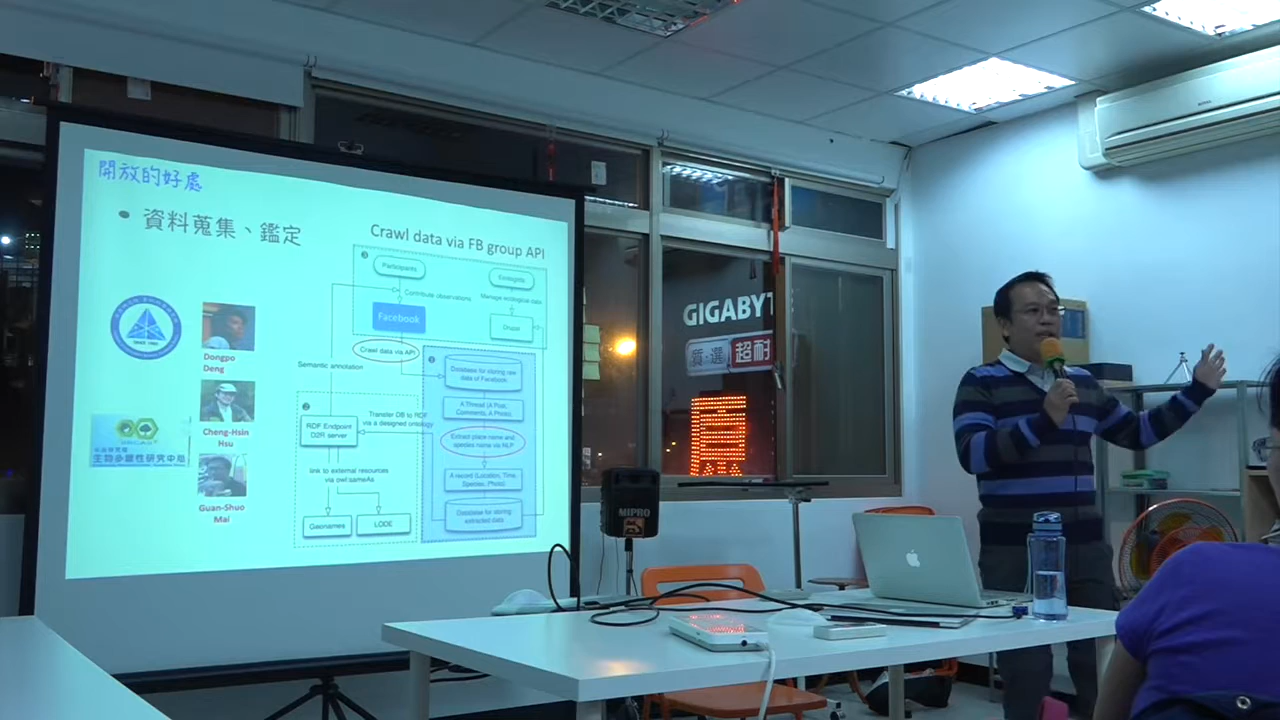 開放的好處
• 資料蒐集、鑑定
Crawl data via FB group API
Participants
Ecologists
Contribute observations
Manage ecological data
Facebook
Drupal
Crawl data via API
Semantic annotation
Database for storing raw
data of Facebook
A Thread (A Post,
Comments, A Photo)
Transfer DB to RDF
via a designed ontology
RDF Endpoint
D2R server
Extract place name and
species name via NLP
link to external resources
via owl:sameAs
A record (Location, Time,
Species, Photo)
Geonames
LODE
Database for storing
extracted data
Dongpo
Deng
Cheng-Hsin
Hsu
Guan-Shuo
Mai
生物多樣性研究中心
GIGABYT
質‧選
超耐
MIPRO